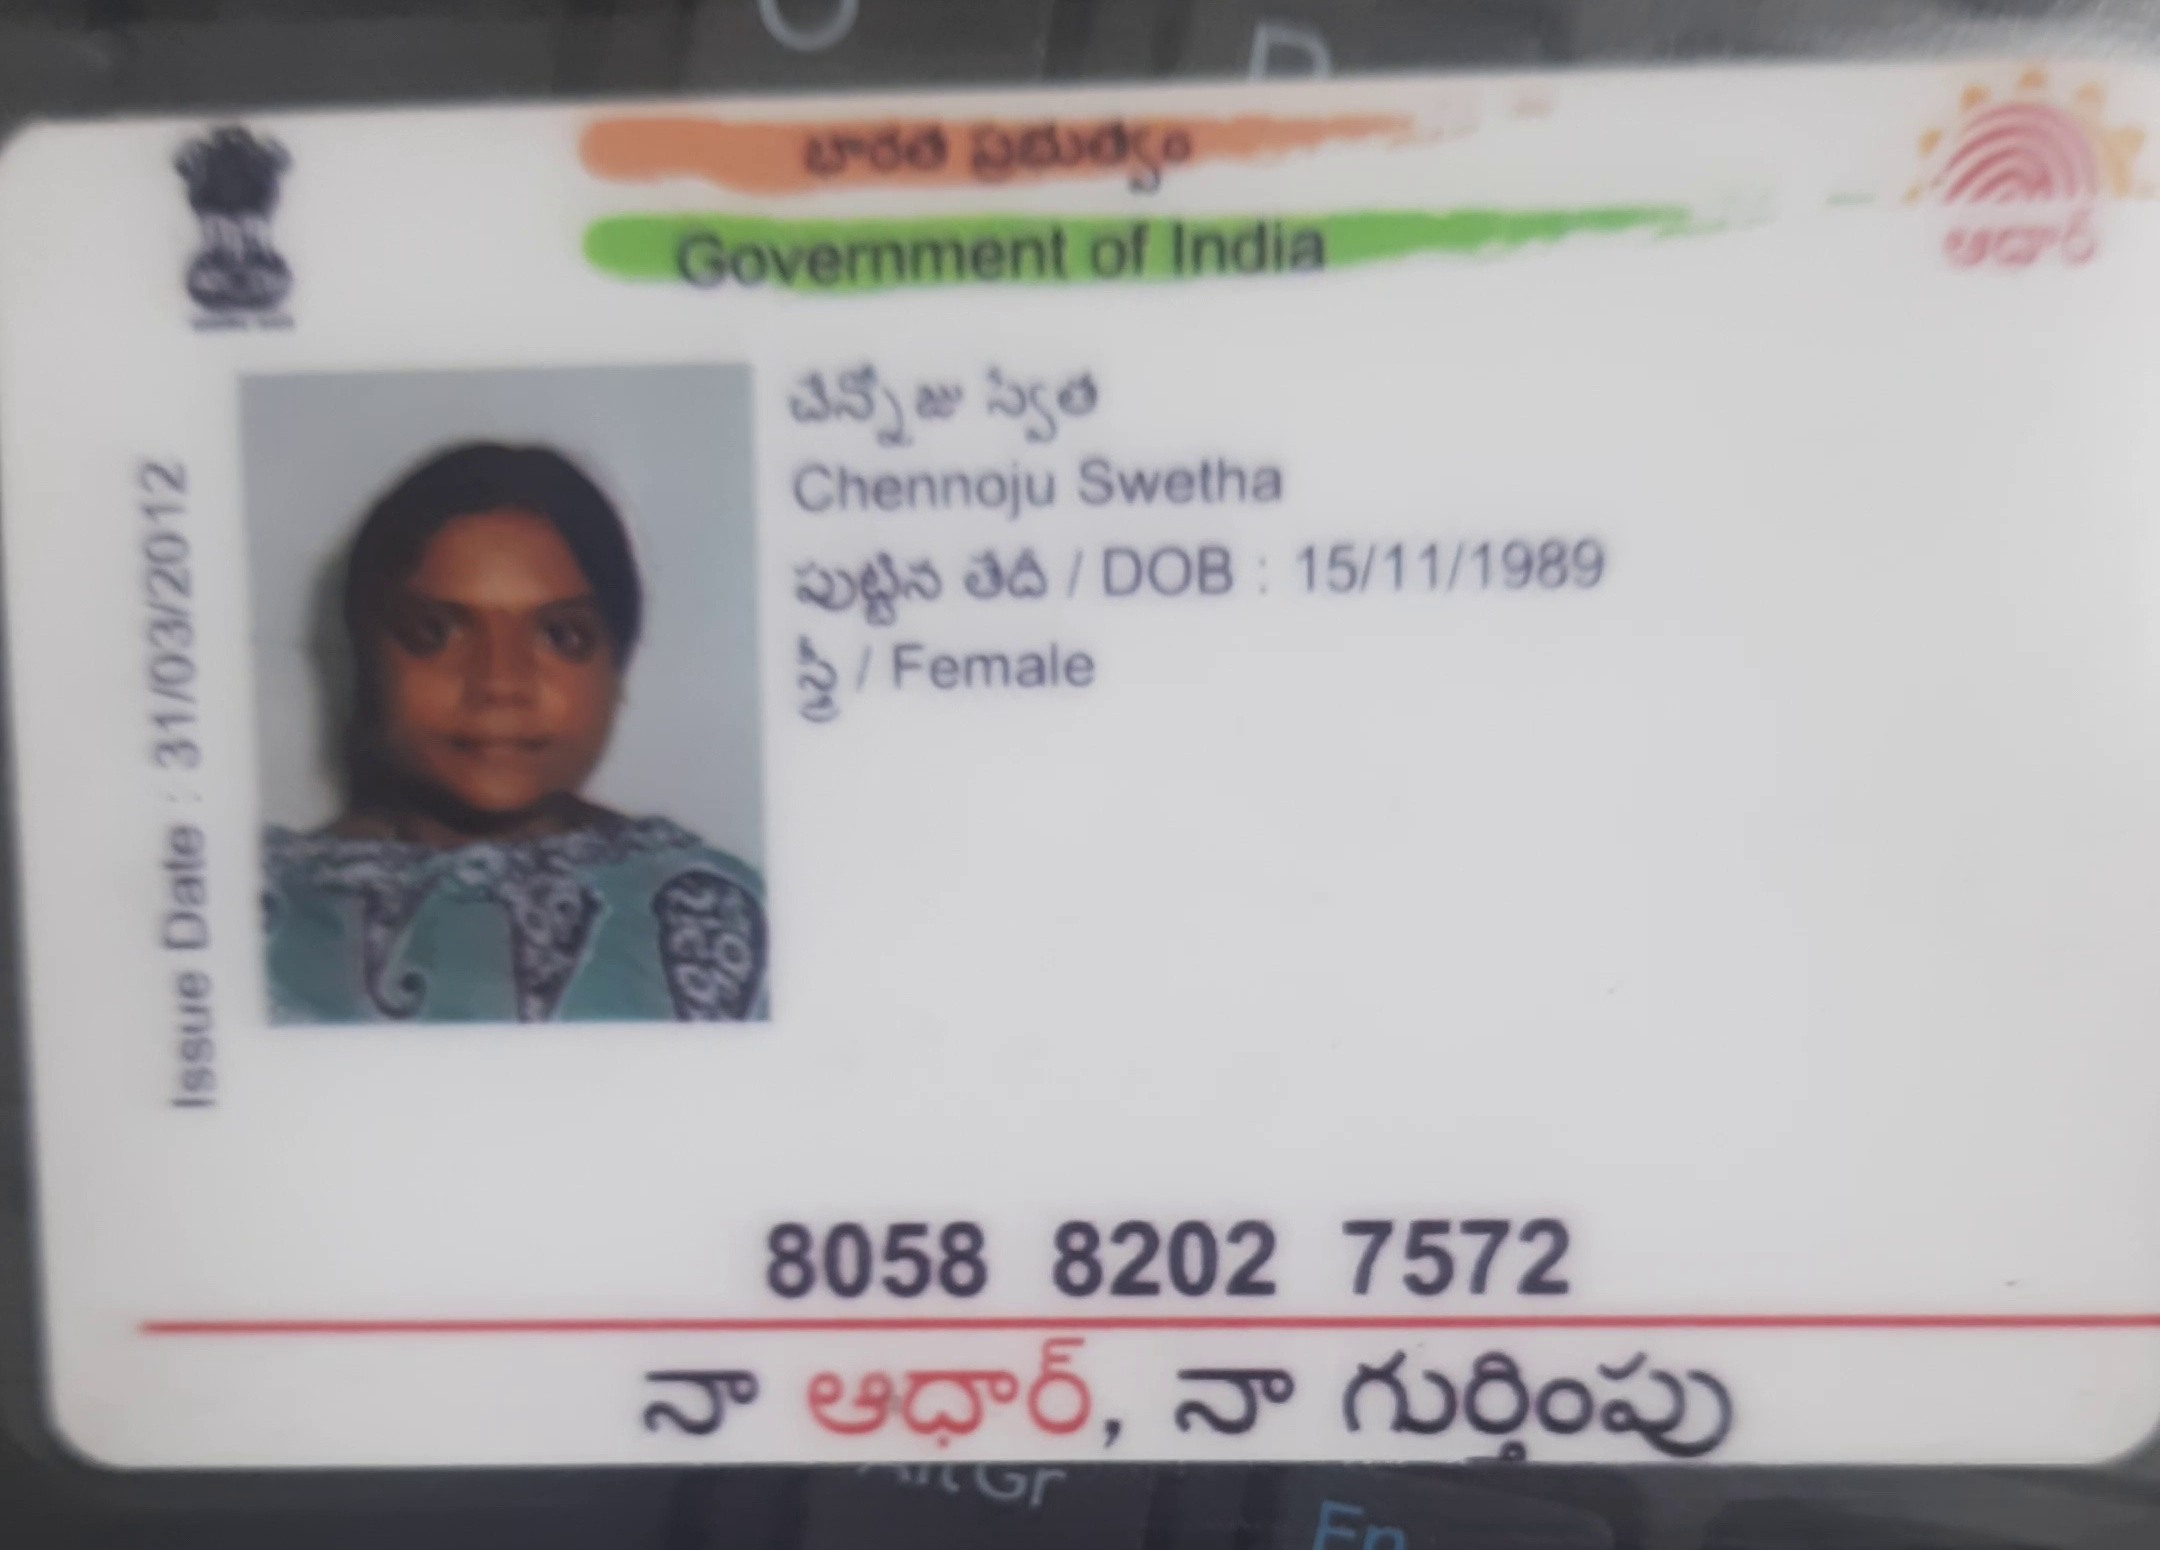 భారత ప్రభుత్వం
Government of India
ఆధార్
Issue Date : 31/03/2012
చేన్నోజు స్వేత
Chennoju Swetha
పుట్టిన తేదీ / DOB : 15/11/1989
స్త్రీ / Female
8058 8202 7572
నా ఆధార్, నా గుర్తింపు
Alt Gr